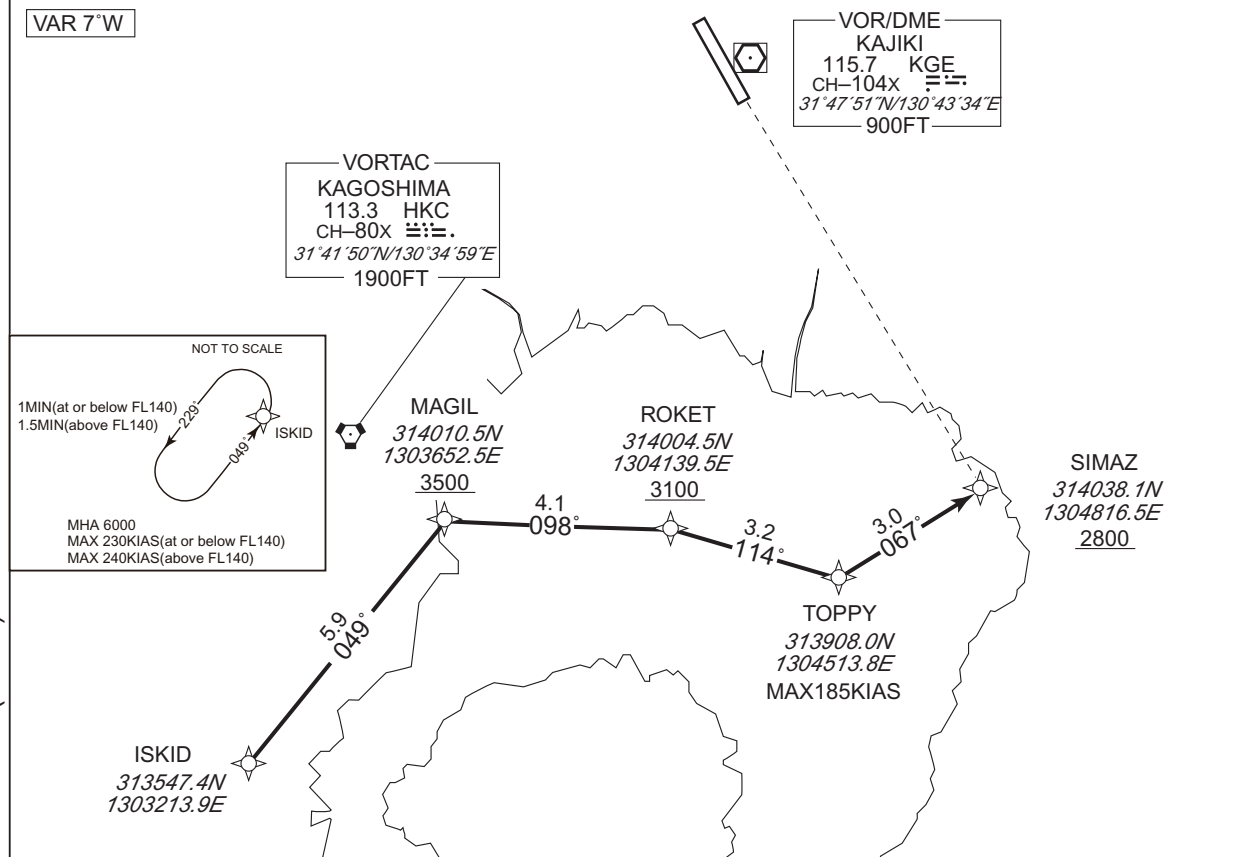 VAR 7˚W
VOR/DME
KAJIKI
115.7 KGE
CH–104X
31˚47´51˝N/130˚43´34˝E
900FT
VORTAC
KAGOSHIMA
113.3 HKC
CH–80X
31˚41´50˝N/130˚34´59˝E
1900FT
NOT TO SCALE
1MIN(at or below FL140)
1.5MIN(above FL140)
229˚
049˚
ISKID
MHA 6000
MAX 230KIAS(at or below FL140)
MAX 240KIAS(above FL140)
MAGIL
314010.5N
1303652.5E
3500
ROKET
314004.5N
1304139.5E
3100
SIMAZ
314038.1N
1304816.5E
2800
4.1
098˚
3.2
114˚
3.0
067˚
5.9
049˚
TOPPY
313908.0N
1304513.8E
MAX185KIAS
ISKID
313547.4N
1303213.9E